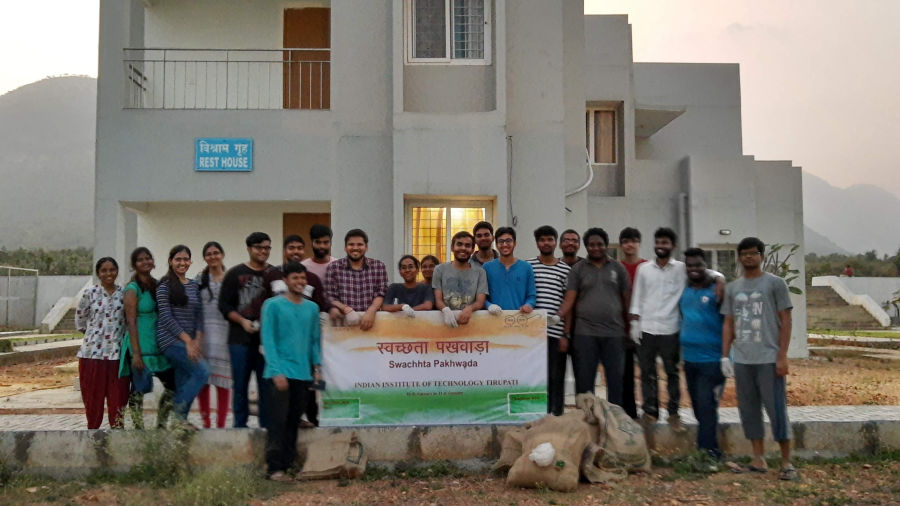 विश्राम गृह
REST HOUSE
स्वच्छता पखवाड़ा
Swachhta Pakhwada
INDIAN INSTITUTE OF TECHNOLOGY TIRUPATI